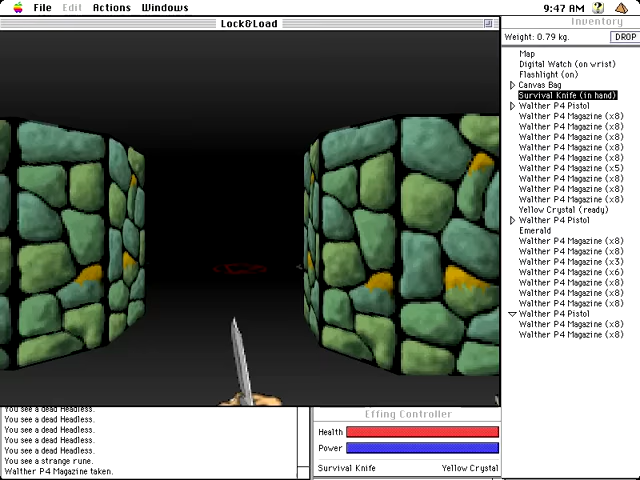 File Edit Actions Windows 9:47 AM
Lock&Load
Inventory
Weight: 0.79 kg. DROP
Map
Digital Watch (on wrist)
Flashlight (on)
Canvas Bag
Survival Knife (in hand)
Walther P4 Pistol
Walther P4 Magazine (x8)
Walther P4 Magazine (x8)
Walther P4 Magazine (x8)
Walther P4 Magazine (x8)
Walther P4 Magazine (x8)
Walther P4 Magazine (x5)
Walther P4 Magazine (x8)
Walther P4 Magazine (x8)
Walther P4 Magazine (x8)
Yellow Crystal (ready)
Walther P4 Pistol
Emerald
Walther P4 Magazine (x8)
Walther P4 Magazine (x8)
Walther P4 Magazine (x3)
Walther P4 Magazine (x6)
Walther P4 Magazine (x8)
Walther P4 Magazine (x8)
Walther P4 Magazine (x8)
Walther P4 Pistol
Walther P4 Magazine (x8)
Walther P4 Magazine (x8)
You see a dead Headless.
You see a dead Headless.
You see a dead Headless.
You see a dead Headless.
You see a dead Headless.
You see a strange rune.
Walther P4 Magazine taken.
Effing Controller
Health
Power
Survival Knife Yellow Crystal